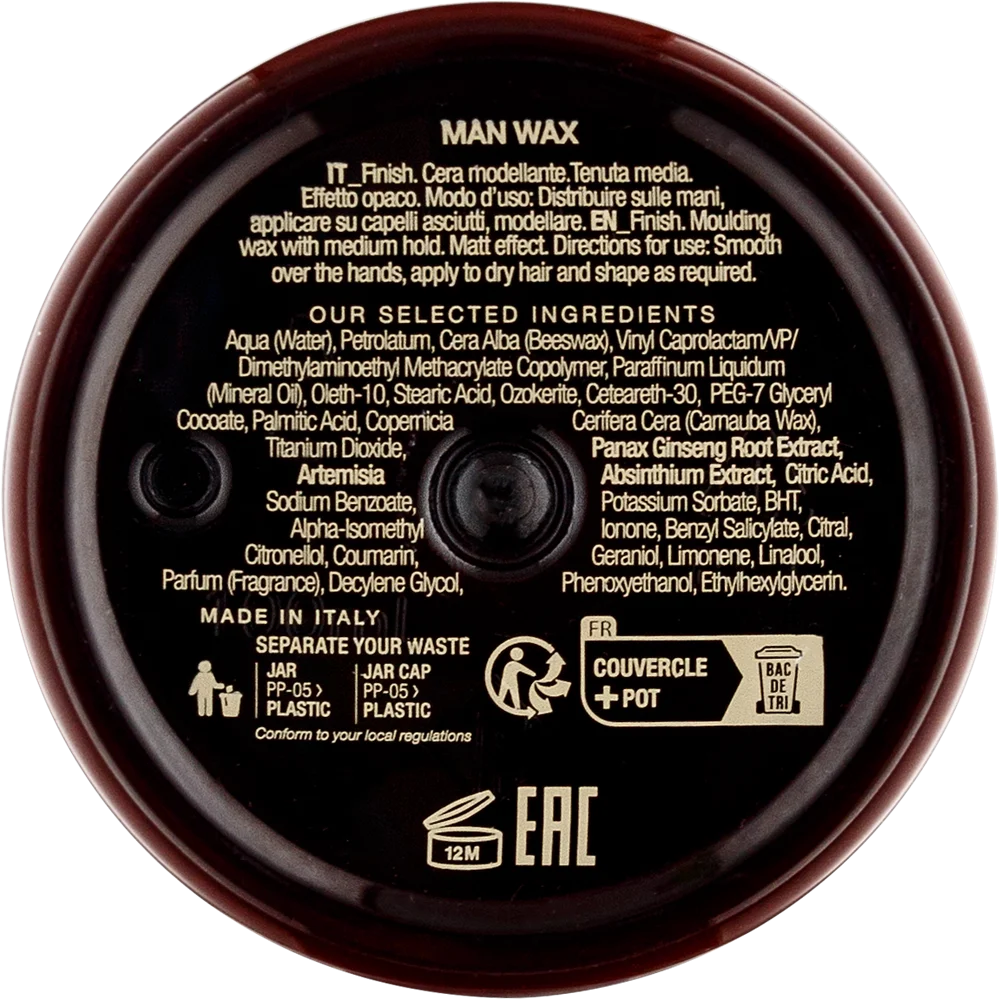 MAN WAX
IT_Finish. Cera modellante. Tenuta media.
Effetto opaco. Modo d'uso: Distribuire sulle mani,
applicare su capelli asciutti, modellare. EN_Finish. Moulding
wax with medium hold. Matt effect. Directions for use: Smooth
over the hands, apply to dry hair and shape as required.
OUR SELECTED INGREDIENTS
Aqua (Water), Petrolatum, Cera Alba (Beeswax), Vinyl Caprolactam/VP/
Dimethylaminoethyl Methacrylate Copolymer, Paraffinum Liquidum
(Mineral Oil), Oleth-10, Stearic Acid, Ozokerite, Ceteareth-30, PEG-7 Glyceryl
Cocoate, Palmitic Acid, Copernicia Cerifera Cera (Carnauba Wax),
Titanium Dioxide, Panax Ginseng Root Extract,
Artemisia Absinthium Extract, Citric Acid,
Sodium Benzoate, Potassium Sorbate, BHT,
Alpha-Isomethyl Ionone, Benzyl Salicylate, Citral,
Citronellol, Coumarin, Geraniol, Limonene, Linalool,
Parfum (Fragrance), Decylene Glycol, Phenoxyethanol, Ethylhexylglycerin.
100 ml
MADE IN ITALY
SEPARATE YOUR WASTE
JAR JAR CAP
PP-05 > PP-05 >
PLASTIC PLASTIC
Conform to your local regulations
FR
COUVERCLE
+ POT
BAC
DE
TRI
12M
EAC